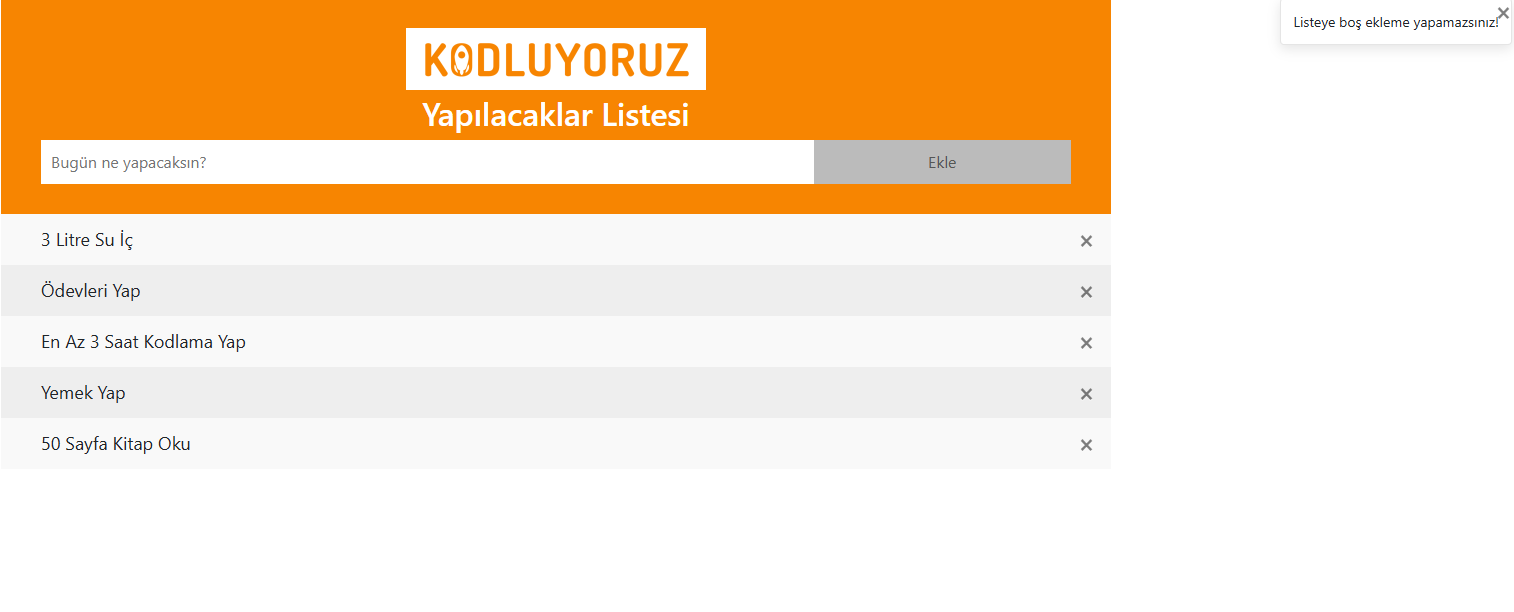 KODLUYORUZ
Yapılacaklar Listesi
Bugün ne yapacaksın?
Ekle
3 Litre Su İç
Ödevleri Yap
En Az 3 Saat Kodlama Yap
Yemek Yap
50 Sayfa Kitap Oku
Listeye boş ekleme yapamazsınız!